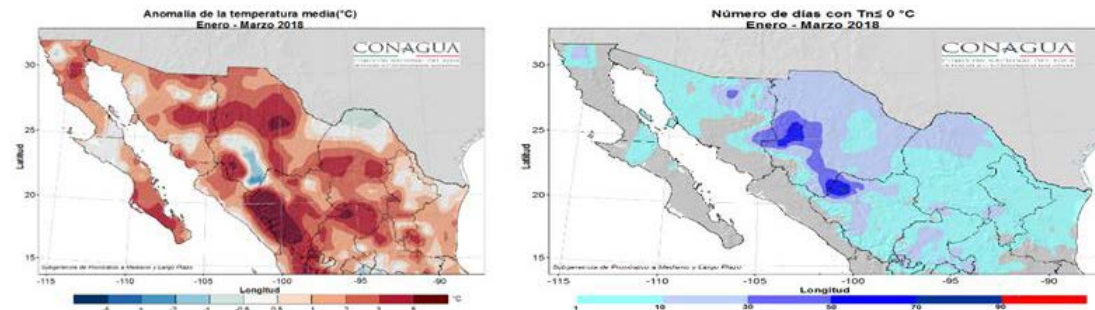 Anomalía de la temperatura media(°C)
Enero - Marzo 2018
CONAGUA
30
25
20
15
Latitud
Subgerencia de Pronóstico a Mediano y Largo Plazo
-115 -110 -105 -100 -95 -90
Longitud
°C
Número de días con Tn≤ 0 °C
Enero - Marzo 2018
CONAGUA
30
25
20
15
Latitud
Subgerencia de Pronóstico a Mediano y Largo Plazo
-115 -110 -105 -100 -95 -90
Longitud
1 10 30 50 70 90